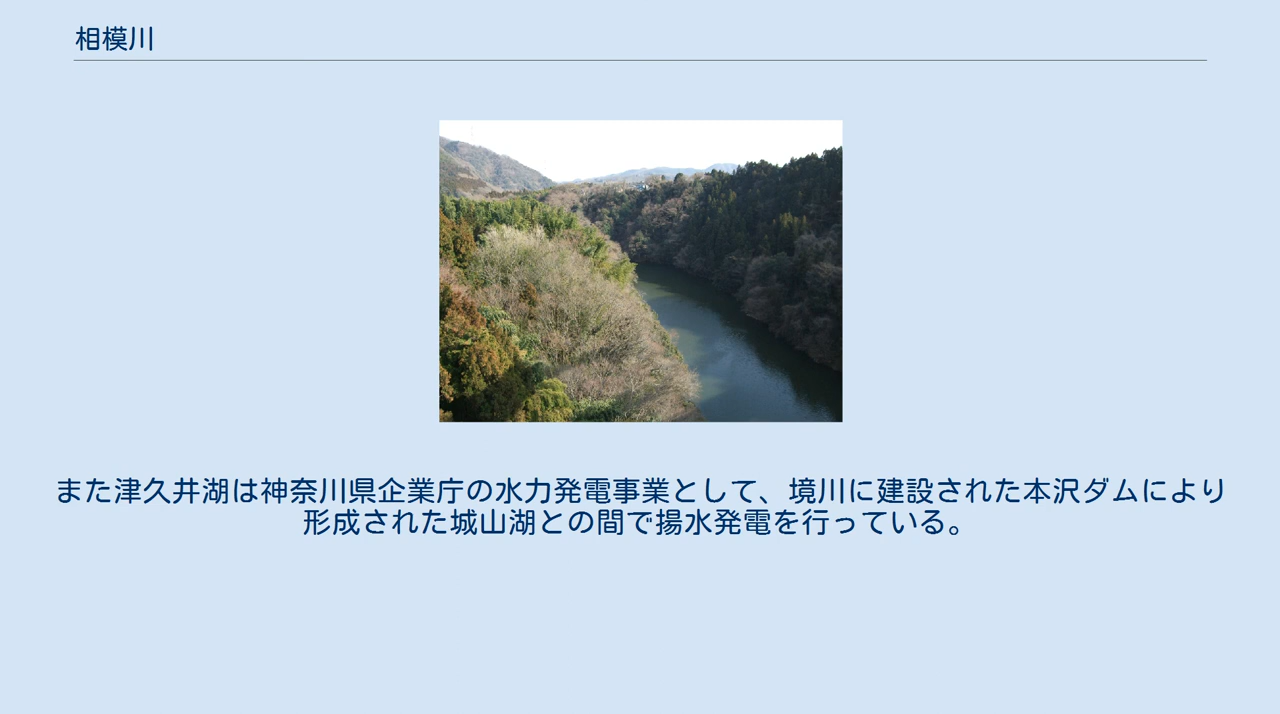 相模川
また津久井湖は神奈川県企業庁の水力発電事業として、境川に建設された本沢ダムにより
形成された城山湖との間で揚水発電を行っている。